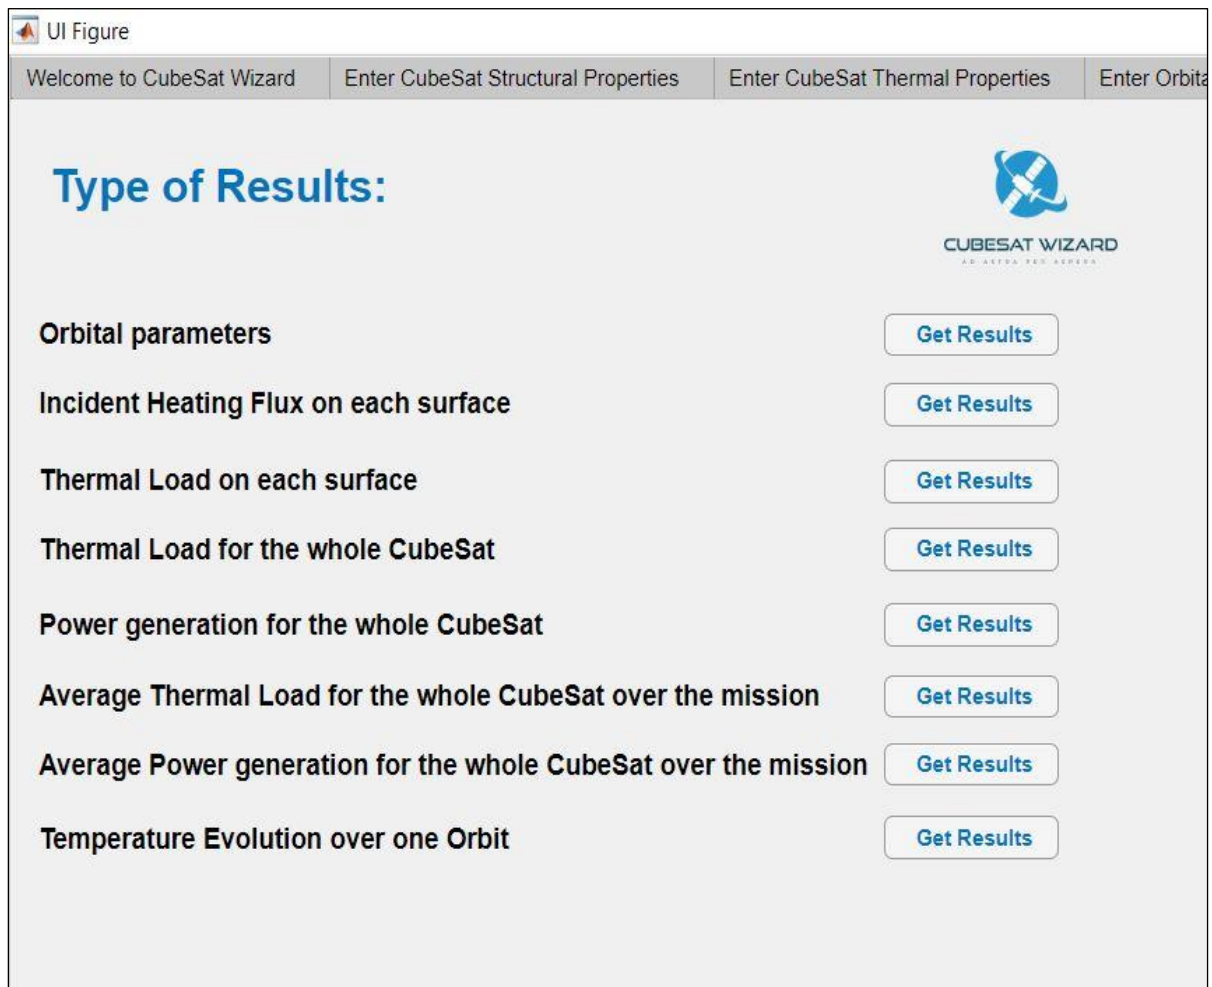 UI Figure
Welcome to CubeSat Wizard Enter CubeSat Structural Properties Enter CubeSat Thermal Properties Enter Orbita
Type of Results:
CUBESAT WIZARD
Orbital parameters Get Results
Incident Heating Flux on each surface Get Results
Thermal Load on each surface Get Results
Thermal Load for the whole CubeSat Get Results
Power generation for the whole CubeSat Get Results
Average Thermal Load for the whole CubeSat over the mission Get Results
Average Power generation for the whole CubeSat over the mission Get Results
Temperature Evolution over one Orbit Get Results